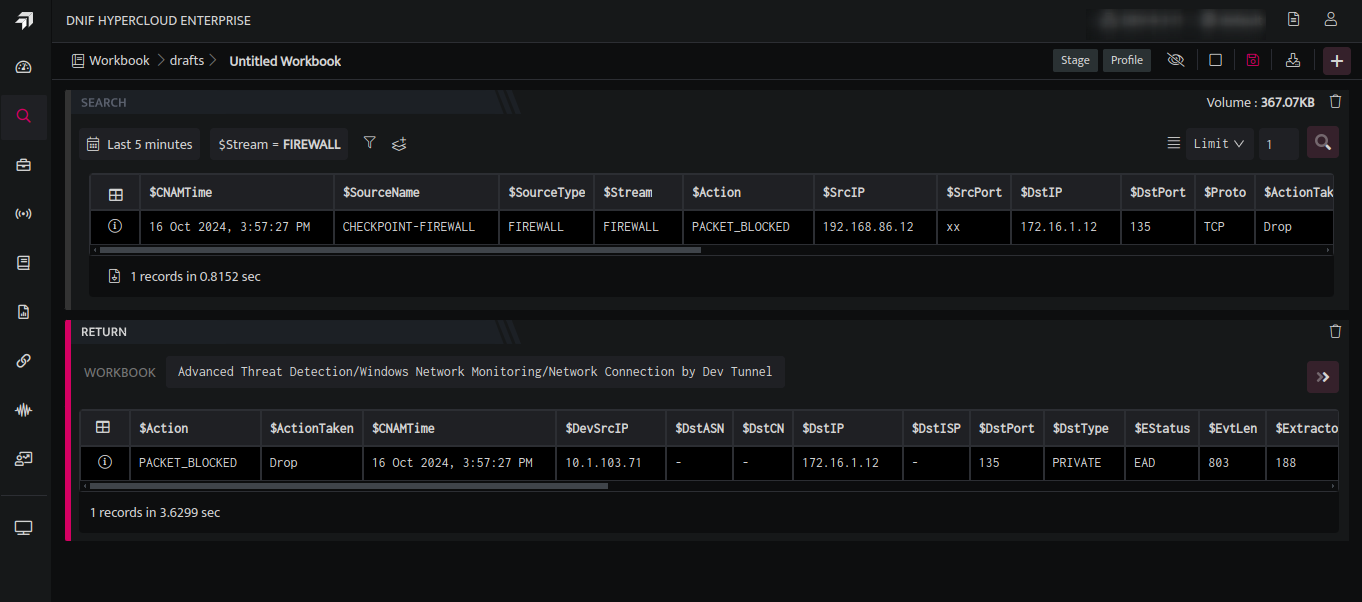 DNIF HYPERCLOUD ENTERPRISE
Workbook > drafts > Untitled Workbook
Stage Profile
SEARCH
Volume : 367.07KB
Last 5 minutes $Stream = FIREWALL Limit 1
$CNAMTime $SourceName $SourceType $Stream $Action $SrcIP $SrcPort $DstIP $DstPort $Proto $ActionTak
16 Oct 2024, 3:57:27 PM CHECKPOINT-FIREWALL FIREWALL FIREWALL PACKET_BLOCKED 192.168.86.12 xx 172.16.1.12 135 TCP Drop
1 records in 0.8152 sec
RETURN
WORKBOOK Advanced Threat Detection/Windows Network Monitoring/Network Connection by Dev Tunnel
$Action $ActionTaken $CNAMTime $DevSrcIP $DstASN $DstCN $DstIP $DstISP $DstPort $DstType $EStatus $EvtLen $Extracto
PACKET_BLOCKED Drop 16 Oct 2024, 3:57:27 PM 10.1.103.71 - - 172.16.1.12 - 135 PRIVATE EAD 803 188
1 records in 3.6299 sec